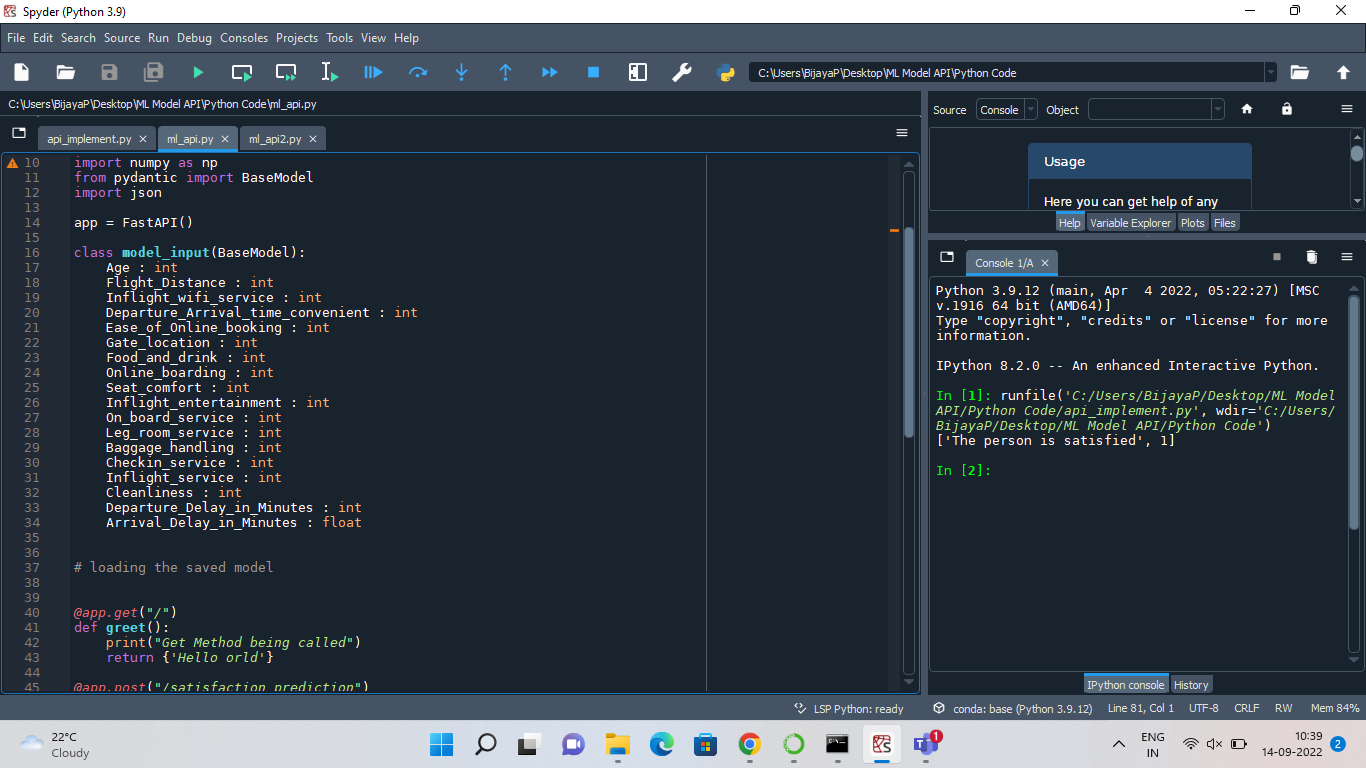 Spyder (Python 3.9)
File Edit Search Source Run Debug Consoles Projects Tools View Help
C:\Users\BijayaP\Desktop\ML Model API\Python Code
C:\Users\BijayaP\Desktop\ML Model API\Python Code\ml_api.py
api_implement.py
ml_api.py
ml_api2.py
10 import numpy as np
11 from pydantic import BaseModel
12 import json
13
14 app = FastAPI()
15
16 class model_input(BaseModel):
17 Age : int
18 Flight_Distance : int
19 Inflight_wifi_service : int
20 Departure_Arrival_time_convenient : int
21 Ease_of_Online_booking : int
22 Gate_location : int
23 Food_and_drink : int
24 Online_boarding : int
25 Seat_comfort : int
26 Inflight_entertainment : int
27 On_board_service : int
28 Leg_room_service : int
29 Baggage_handling : int
30 Checkin_service : int
31 Inflight_service : int
32 Cleanliness : int
33 Departure_Delay_in_Minutes : int
34 Arrival_Delay_in_Minutes : float
35
36
37 # loading the saved model
38
39
40 @app.get("/")
41 def greet():
42 print("Get Method being called")
43 return {'Hello orld'}
44
45 @app.post("/satisfaction_prediction")
Source Console Object
Usage
Here you can get help of any
Help Variable Explorer Plots Files
Console 1/A
Python 3.9.12 (main, Apr  4 2022, 05:22:27) [MSC
v.1916 64 bit (AMD64)]
Type "copyright", "credits" or "license" for more
information.
IPython 8.2.0 -- An enhanced Interactive Python.
In [1]: runfile('C:/Users/BijayaP/Desktop/ML Model
API/Python Code/api_implement.py', wdir='C:/Users/
BijayaP/Desktop/ML Model API/Python Code')
['The person is satisfied', 1]
In [2]:
IPython console History
LSP Python: ready conda: base (Python 3.9.12) Line 81, Col 1 UTF-8 CRLF RW Mem 84%
22°C
Cloudy
1
ENG
IN
10:39
14-09-2022
2